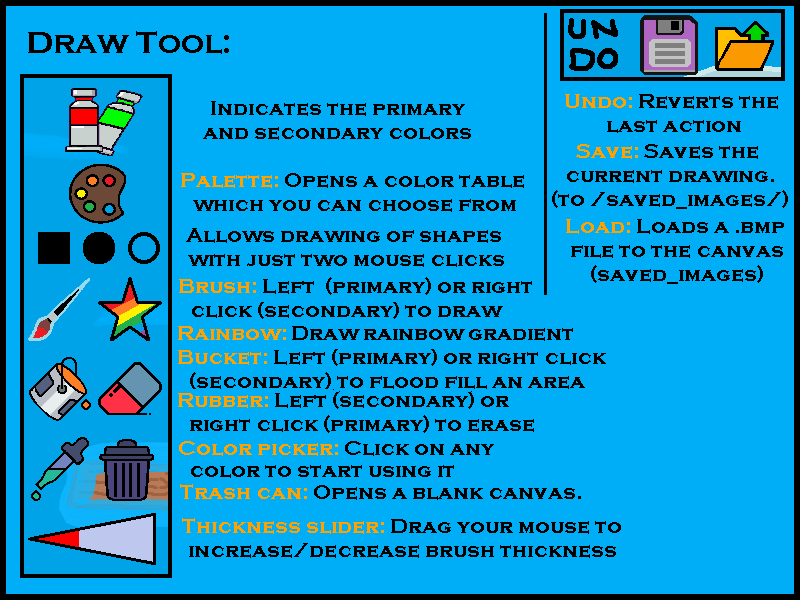 Draw Tool:
Indicates the primary
and secondary colors
Palette: Opens a color table
which you can choose from
Allows drawing of shapes
with just two mouse clicks
Brush: Left (primary) or right
click (secondary) to draw
Rainbow: Draw rainbow gradient
Bucket: Left (primary) or right click
(secondary) to flood fill an area
Rubber: Left (secondary) or
right click (primary) to erase
Color picker: Click on any
color to start using it
Trash can: Opens a blank canvas.
Thickness slider: Drag your mouse to
increase/decrease brush thickness
UN
DO
Undo: Reverts the
last action
Save: Saves the
current drawing.
(to /saved_images/)
Load: Loads a .bmp
file to the canvas
(saved_images)